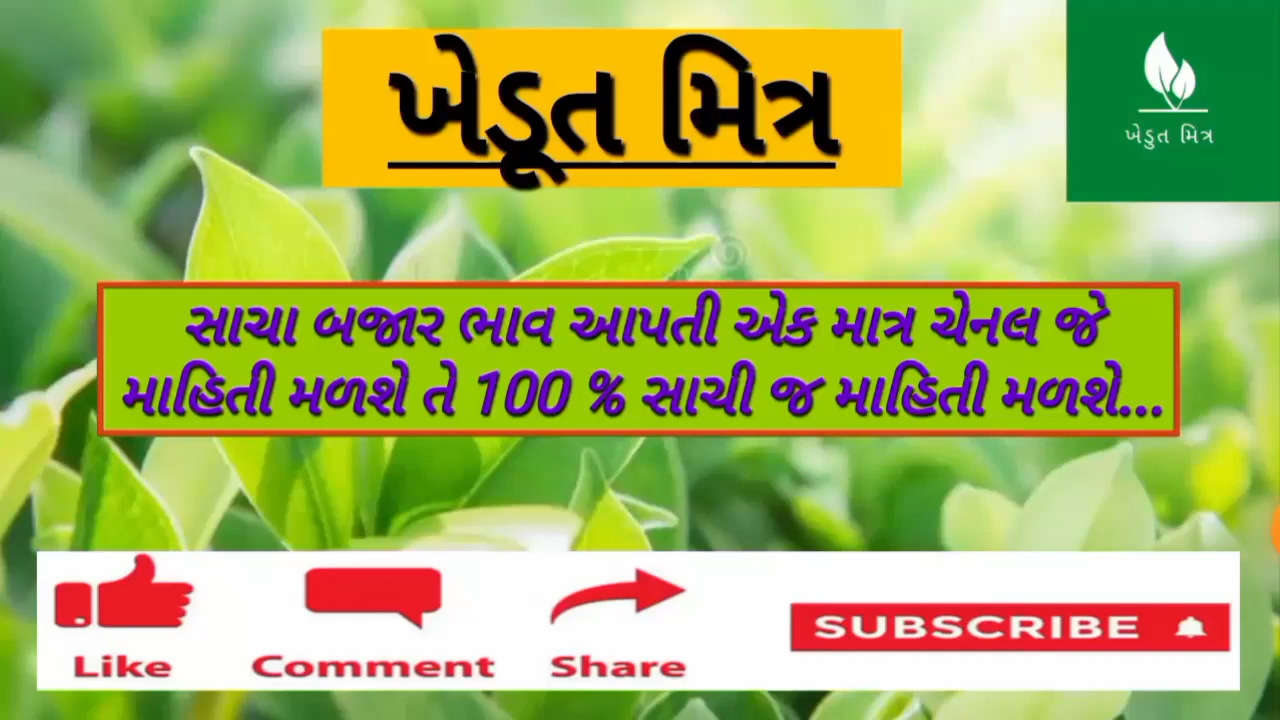 ખેડૂત મિત્ર
ખેડુત મિત્ર
સાચા બજાર ભાવ આપતી એક માત્ર ચેનલ જે
માહિતી મળશે તે 100 % સાચી જ માહિતી મળશે...
Like
Comment
Share
SUBSCRIBE